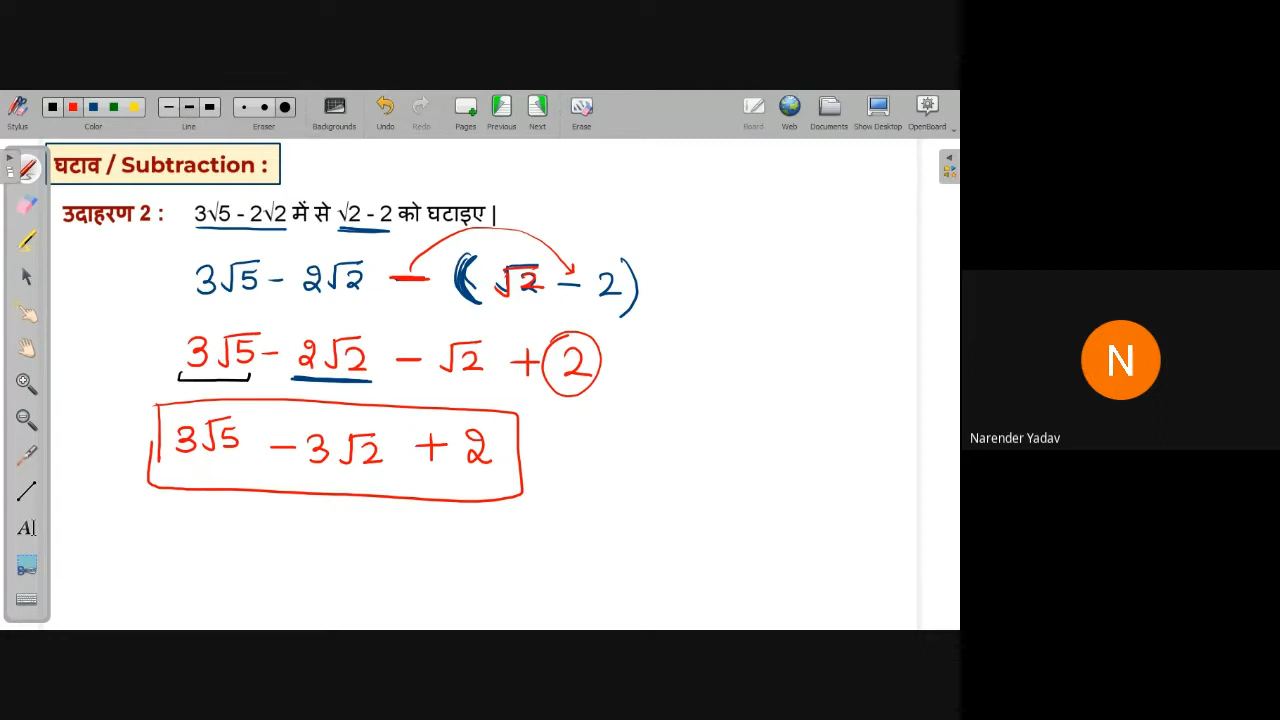 Stylus Color Line Eraser Backgrounds Undo Redo Pages Previous Next Erase Board Web Documents Show Desktop OpenBoard
घटाव / Subtraction :
उदाहरण 2 : 3√5 - 2√2 में से √2 - 2 को घटाइए |
3√5 - 2√2 - (√2 - 2)
3√5 - 2√2 - √2 + 2
3√5 - 3√2 + 2
A
N
Narender Yadav